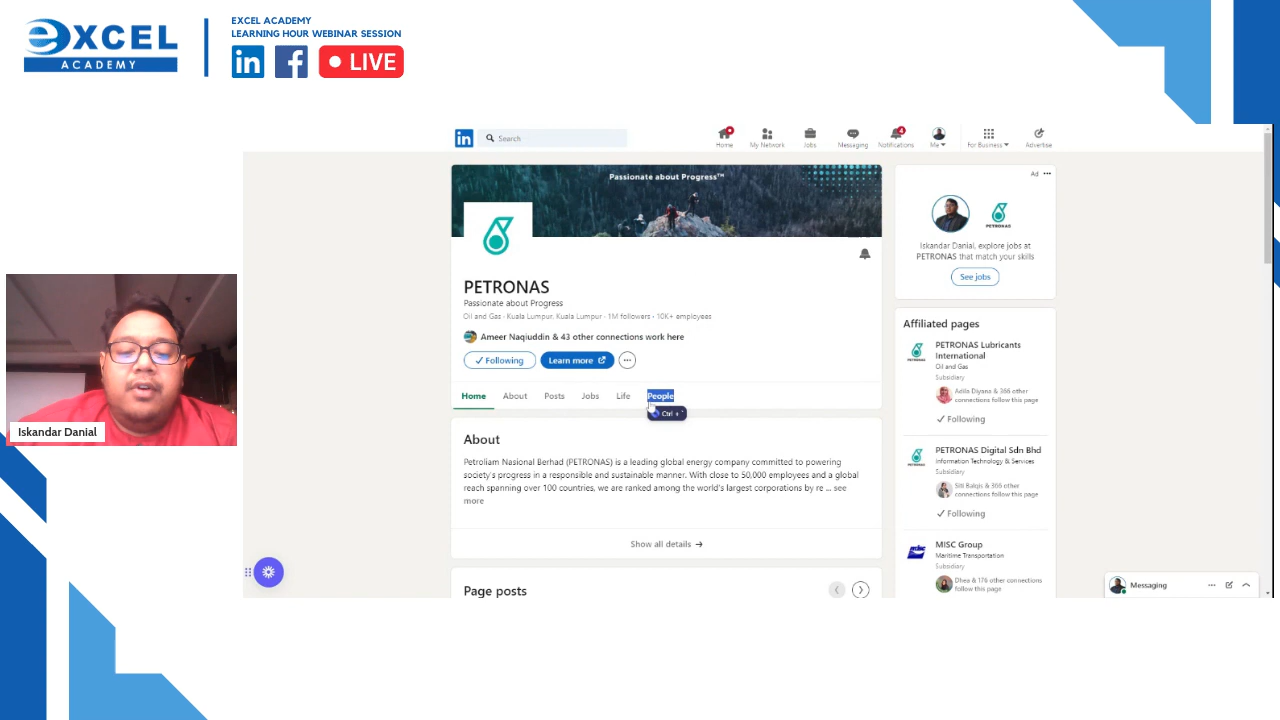 eXCEL
ACADEMY
EXCEL ACADEMY
LEARNING HOUR WEBINAR SESSION
in
f
LIVE
Iskandar Danial
in
Search
Home
My Network
Jobs
Messaging
4
Notifications
Me
For Business
Advertise
Passionate about Progress™
PETRONAS
Passionate about Progress
Oil and Gas · Kuala Lumpur, Kuala Lumpur · 1M followers · 10K+ employees
Ameer Naqiuddin & 43 other connections work here
Following
Learn more
Home
About
Posts
Jobs
Life
People
Ctrl +
About
Petroliam Nasional Berhad (PETRONAS) is a leading global energy company committed to powering
society's progress in a responsible and sustainable manner. With close to 50,000 employees and a global
reach spanning over 100 countries, we are ranked among the world's largest corporations by re ... see
more
Show all details →
Page posts
Ad
PETRONAS
Iskandar Danial, explore jobs at
PETRONAS that match your skills
See jobs
Affiliated pages
PETRONAS Lubricants
International
Oil and Gas
Subsidiary
Adila Diyana & 366 other
connections follow this page
Following
PETRONAS Digital Sdn Bhd
Information Technology & Services
Subsidiary
Siti Balqis & 366 other
connections follow this page
Following
MISC Group
Maritime Transportation
Subsidiary
Dhea & 176 other connections
follow this page
Messaging